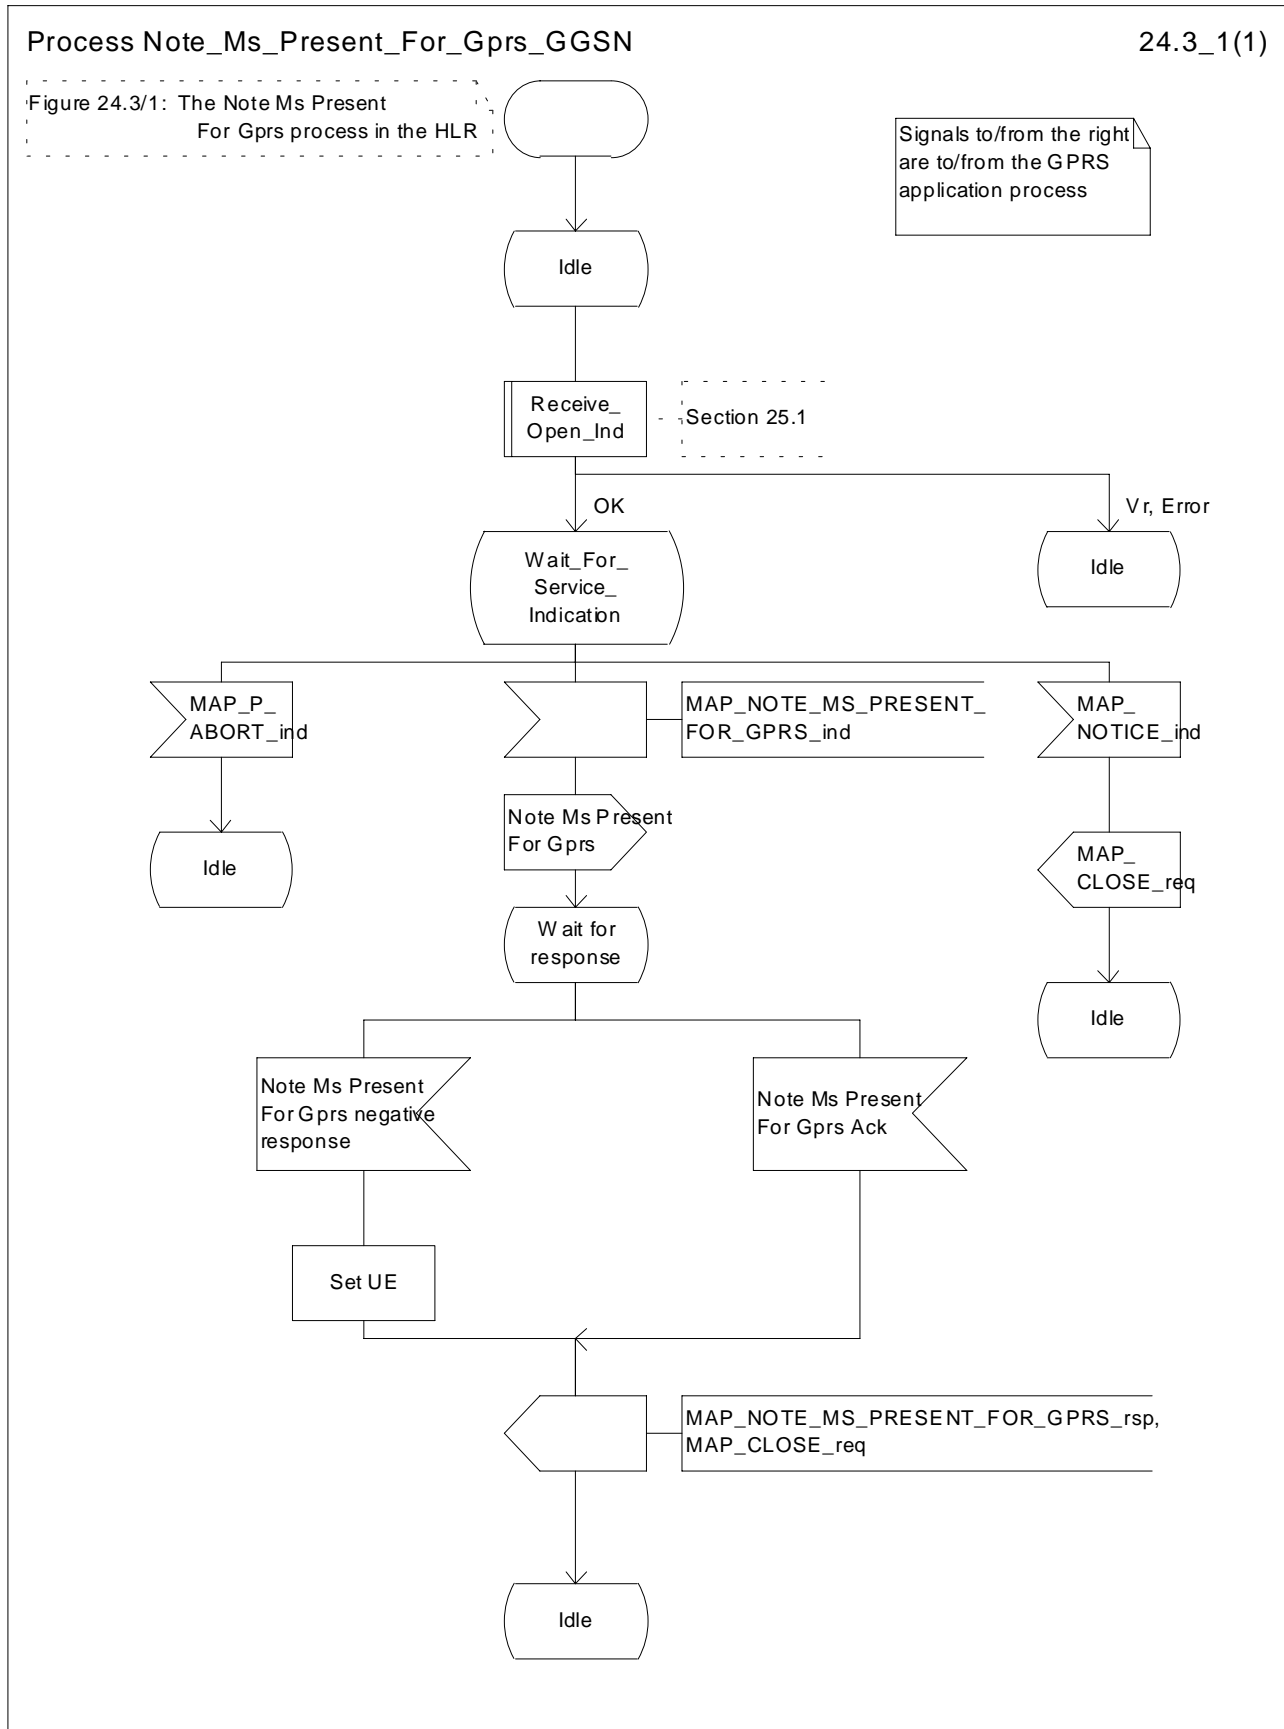 Process Note_Ms_Present_For_Gprs_GGSN
24.3_1(1)
Figure 24.3/1: The Note Ms Present
For Gprs process in the HLR
Signals to/from the right
are to/from the GPRS
application process
Idle
Receive_
Open_Ind
Section 25.1
OK
Vr, Error
Wait_For_
Service_
Indication
Idle
MAP_P_
ABORT_ind
MAP_NOTE_MS_PRESENT_
FOR_GPRS_ind
MAP_
NOTICE_ind
Note Ms Present
For Gprs
Idle
MAP_
CLOSE_req
Wait for
response
Idle
Note Ms Present
For Gprs negative
response
Note Ms Present
For Gprs Ack
Set UE
MAP_NOTE_MS_PRESENT_FOR_GPRS_rsp,
MAP_CLOSE_req
Idle